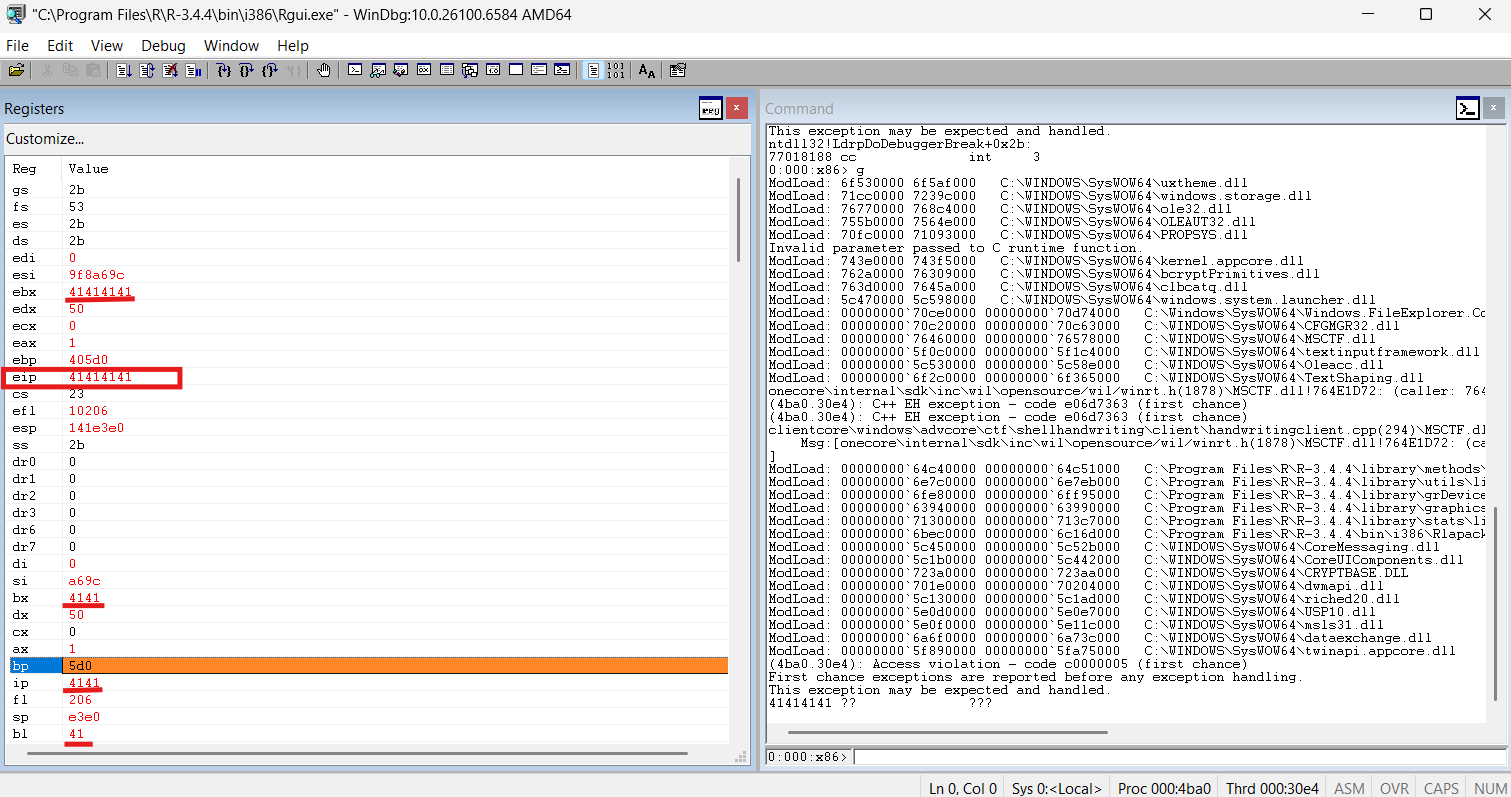 "C:\Program Files\R\R-3.4.4\bin\i386\Rgui.exe" - WinDbg:10.0.26100.6584 AMD64
File Edit View Debug Window Help
Registers
Customize...
Reg Value
gs 2b
fs 53
es 2b
ds 2b
edi 0
esi 9f8a69c
ebx 41414141
edx 50
ecx 0
eax 1
ebp 405d0
eip 41414141
cs 23
efl 10206
esp 141e3e0
ss 2b
dr0 0
dr1 0
dr2 0
dr3 0
dr6 0
dr7 0
di 0
si a69c
bx 4141
dx 50
cx 0
ax 1
bp 5d0
ip 4141
fl 206
sp e3e0
bl 41
Command
This exception may be expected and handled.
ntdll32!LdrpDoDebuggerBreak+0x2b:
77018188 cc int 3
0:000:x86> g
ModLoad: 6f530000 6f5af000 C:\WINDOWS\SysWOW64\uxtheme.dll
ModLoad: 71cc0000 7239c000 C:\WINDOWS\SysWOW64\windows.storage.dll
ModLoad: 76770000 768c4000 C:\WINDOWS\SysWOW64\ole32.dll
ModLoad: 755b0000 7564e000 C:\WINDOWS\SysWOW64\OLEAUT32.dll
ModLoad: 70fc0000 71093000 C:\WINDOWS\SysWOW64\PROPSYS.dll
Invalid parameter passed to C runtime function.
ModLoad: 743e0000 743f5000 C:\WINDOWS\SysWOW64\kernel.appcore.dll
ModLoad: 762a0000 76309000 C:\WINDOWS\SysWOW64\bcryptPrimitives.dll
ModLoad: 763d0000 7645a000 C:\WINDOWS\SysWOW64\clbcatq.dll
ModLoad: 5c470000 5c598000 C:\WINDOWS\SysWOW64\windows.system.launcher.dll
ModLoad: 00000000`70ce0000 00000000`70d74000 C:\Windows\SysWOW64\Windows.FileExplorer.Co
ModLoad: 00000000`70c20000 00000000`70c63000 C:\WINDOWS\SysWOW64\CFGMGR32.dll
ModLoad: 00000000`76460000 00000000`76578000 C:\WINDOWS\SysWOW64\MSCTF.dll
ModLoad: 00000000`5f0c0000 00000000`5f1c4000 C:\WINDOWS\SysWOW64\textinputframework.dll
ModLoad: 00000000`5c530000 00000000`5c58e000 C:\WINDOWS\SysWOW64\Oleacc.dll
ModLoad: 00000000`6f2c0000 00000000`6f365000 C:\WINDOWS\SysWOW64\TextShaping.dll
onecore\internal\sdk\inc\wil\opensource/wil/winrt.h(1878)\MSCTF.dll!764E1D72: (caller: 764
(4ba0.30e4): C++ EH exception - code e06d7363 (first chance)
(4ba0.30e4): C++ EH exception - code e06d7363 (first chance)
clientcore\windows\advcore\ctf\shellhandwriting\client\handwritingclient.cpp(294)\MSCTF.dl
Msg:[onecore\internal\sdk\inc\wil\opensource/wil/winrt.h(1878)\MSCTF.dll!764E1D72: (ca
]
ModLoad: 00000000`64c40000 00000000`64c51000 C:\Program Files\R\R-3.4.4\library\methods\
ModLoad: 00000000`6e7c0000 00000000`6e7eb000 C:\Program Files\R\R-3.4.4\library\utils\li
ModLoad: 00000000`6fe80000 00000000`6ff95000 C:\Program Files\R\R-3.4.4\library\grDevice
ModLoad: 00000000`63940000 00000000`63990000 C:\Program Files\R\R-3.4.4\library\graphics
ModLoad: 00000000`71300000 00000000`713c7000 C:\Program Files\R\R-3.4.4\library\stats\li
ModLoad: 00000000`6bec0000 00000000`6c16d000 C:\Program Files\R\R-3.4.4\bin\i386\Rlapack
ModLoad: 00000000`5c450000 00000000`5c52b000 C:\WINDOWS\SysWOW64\CoreMessaging.dll
ModLoad: 00000000`5c1b0000 00000000`5c442000 C:\WINDOWS\SysWOW64\CoreUIComponents.dll
ModLoad: 00000000`723a0000 00000000`723aa000 C:\WINDOWS\SysWOW64\CRYPTBASE.DLL
ModLoad: 00000000`701e0000 00000000`70204000 C:\WINDOWS\SysWOW64\dwmapi.dll
ModLoad: 00000000`5c130000 00000000`5c1ad000 C:\WINDOWS\SysWOW64\riched20.dll
ModLoad: 00000000`5e0d0000 00000000`5e0e7000 C:\WINDOWS\SysWOW64\USP10.dll
ModLoad: 00000000`5e0f0000 00000000`5e11c000 C:\WINDOWS\SysWOW64\msls31.dll
ModLoad: 00000000`6a6f0000 00000000`6a73c000 C:\WINDOWS\SysWOW64\dataexchange.dll
ModLoad: 00000000`5f890000 00000000`5fa75000 C:\WINDOWS\SysWOW64\twinapi.appcore.dll
(4ba0.30e4): Access violation - code c0000005 (first chance)
First chance exceptions are reported before any exception handling.
This exception may be expected and handled.
41414141 ?? ???
0:000:x86>
Ln 0, Col 0 Sys 0:<Local> Proc 000:4ba0 Thrd 000:30e4 ASM OVR CAPS NUM